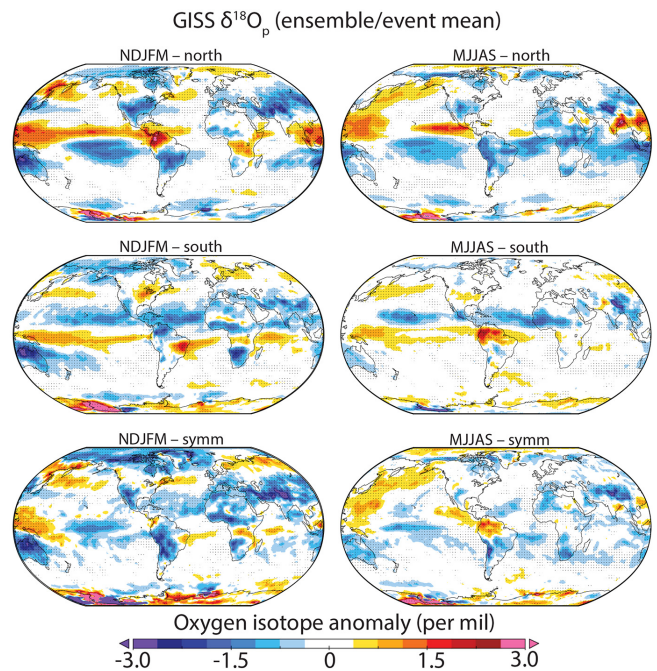 GISS δ¹⁸Oₚ (ensemble/event mean)
NDJFM – north
MJJAS – north
NDJFM – south
MJJAS – south
NDJFM – symm
MJJAS – symm
Oxygen isotope anomaly (per mil)
-3.0 -1.5 0 1.5 3.0